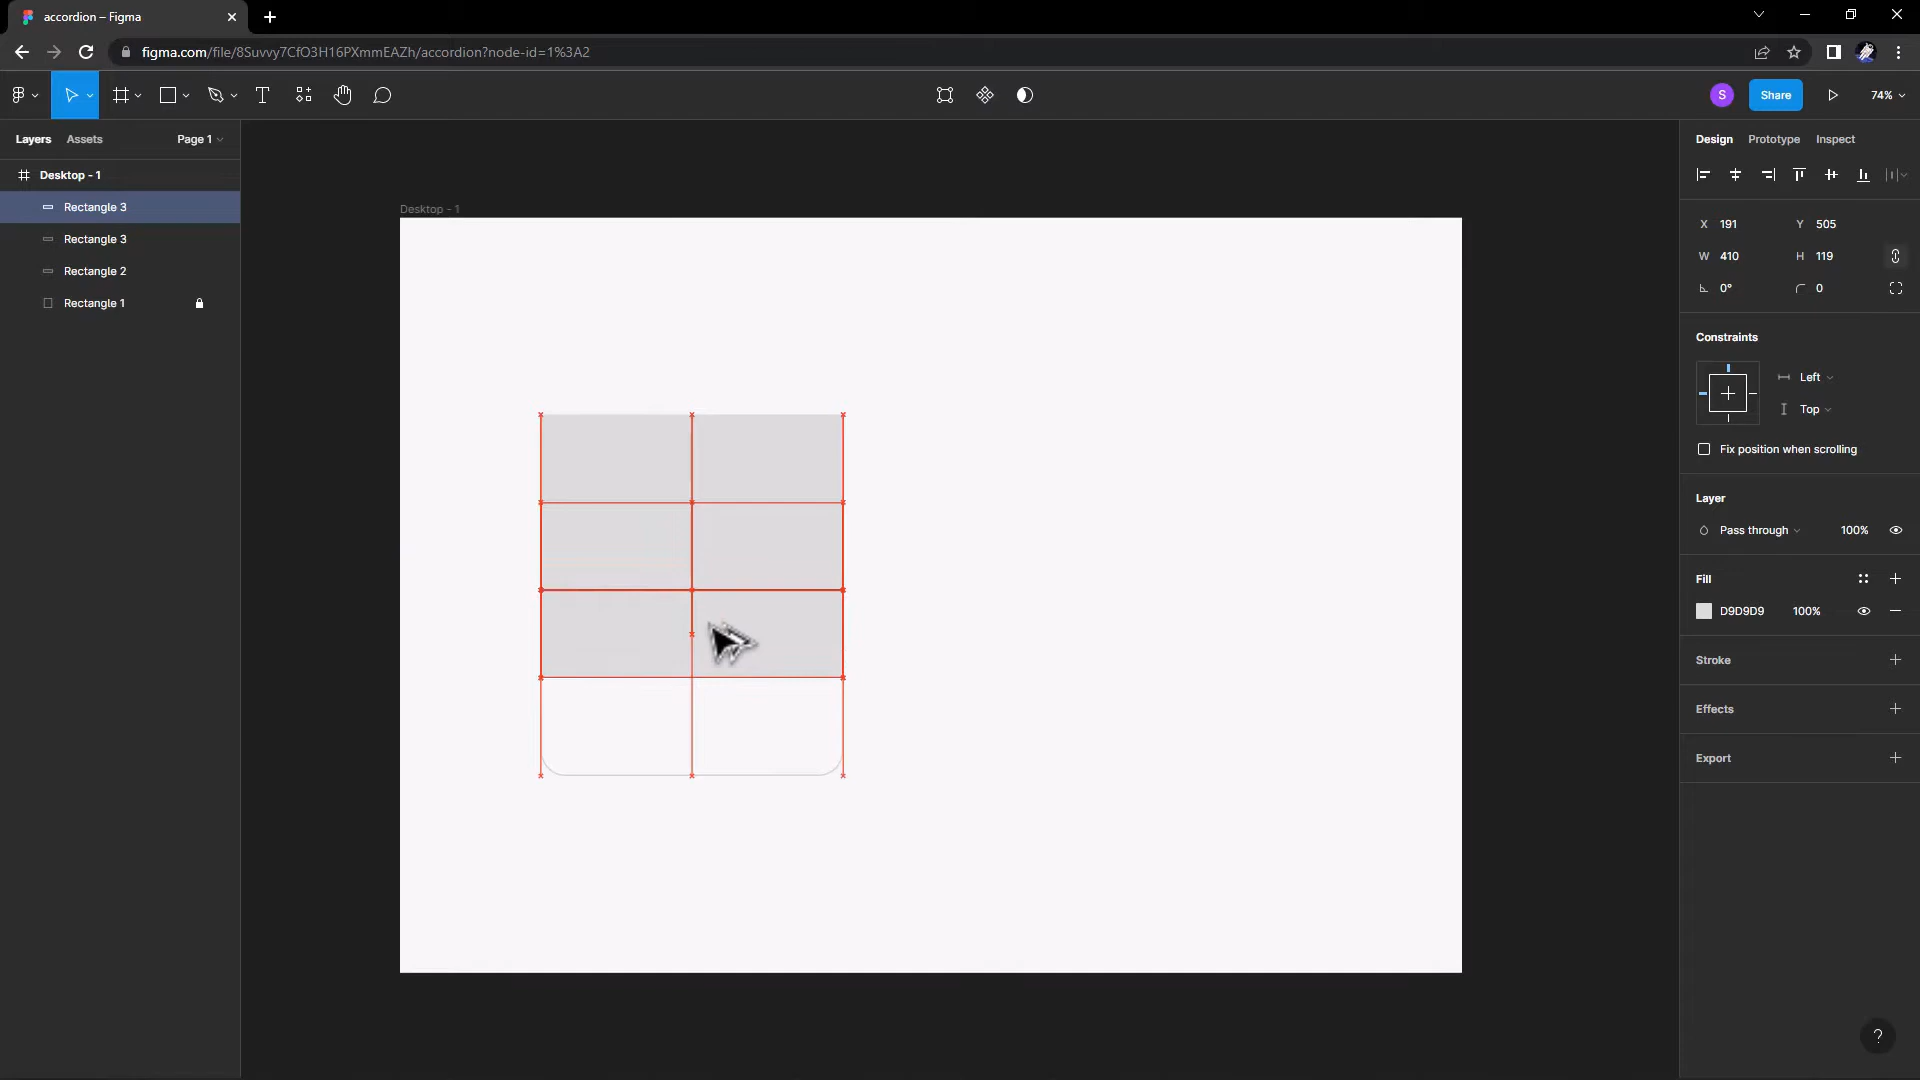 accordion – Figma
figma.com/file/8Suvvy7CfO3H16PXmmEAZh/accordion?node-id=1%3A2
S
Share
74%
Layers
Assets
Page 1
Design
Prototype
Inspect
Desktop - 1
Rectangle 3
Rectangle 3
Rectangle 2
Rectangle 1
Desktop - 1
X 191
Y 505
W 410
H 119
0°
0
Constraints
Left
Top
Fix position when scrolling
Layer
Pass through
100%
Fill
D9D9D9
100%
Stroke
Effects
Export
?